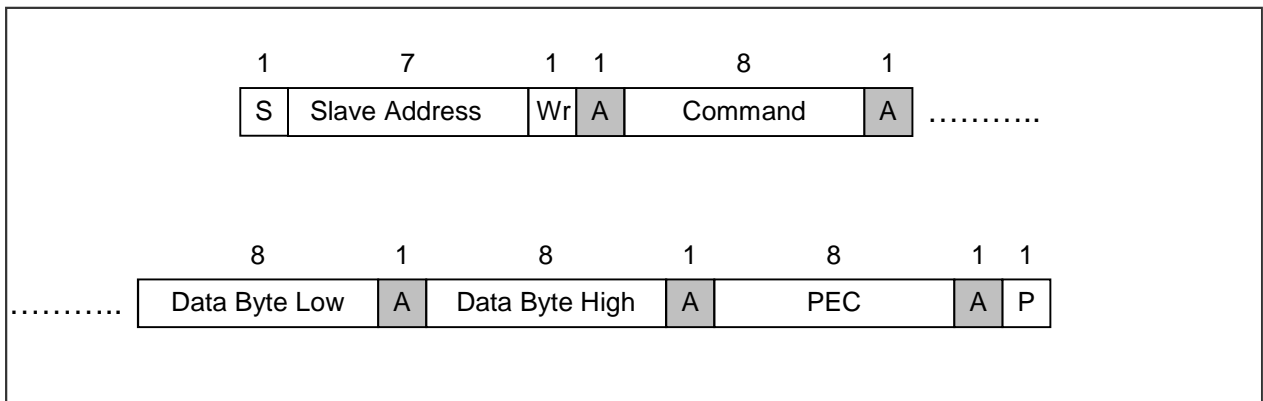 1 7 1 1 8 1
S Slave Address Wr A Command A ………..
8 1 8 1 8 1 1
……….. Data Byte Low A Data Byte High A PEC A P